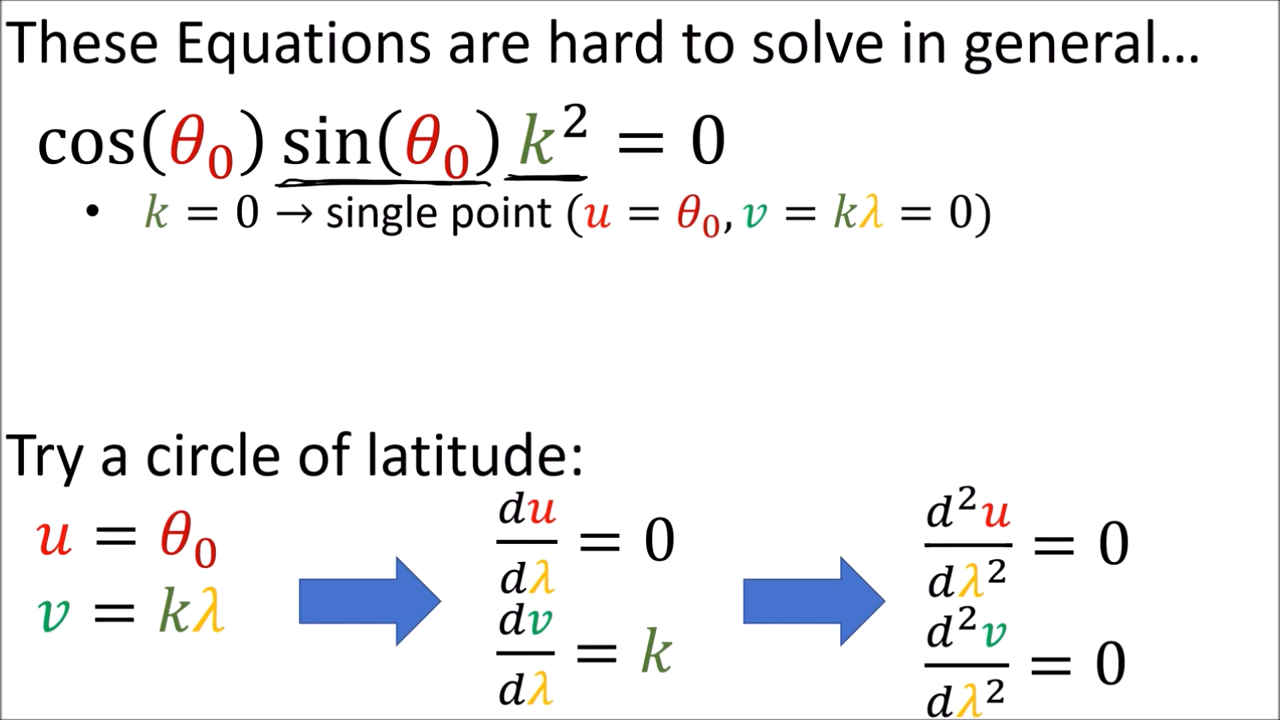 These Equations are hard to solve in general…
cos(θ₀) sin(θ₀) k² = 0
• k = 0 → single point (u = θ₀, v = kλ = 0)
Try a circle of latitude:
u = θ₀
v = kλ
du/dλ = 0
dv/dλ = k
d²u/dλ² = 0
d²v/dλ² = 0